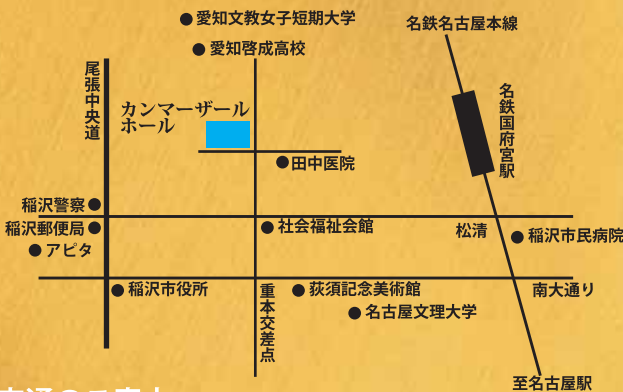 愛知文教女子短期大学
名鉄名古屋本線
愛知啓成高校
尾張中央道
カンマーザール
ホール
名鉄国府宮駅
田中医院
稲沢警察
稲沢郵便局
社会福祉会館
松清
稲沢市民病院
アピタ
稲沢市役所
重本交差点
荻須記念美術館
南大通り
名古屋文理大学
至名古屋駅